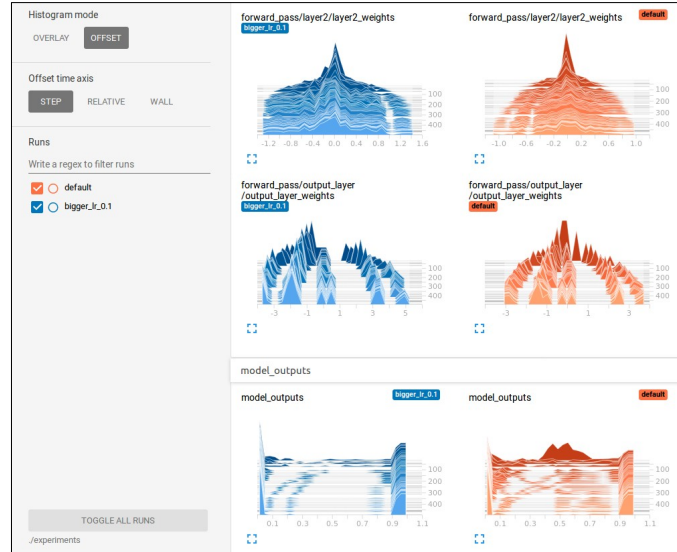 Histogram mode
OVERLAY OFFSET
Offset time axis
STEP RELATIVE WALL
Runs
Write a regex to filter runs
default
bigger_lr_0.1
TOGGLE ALL RUNS
./experiments
forward_pass/layer2/layer2_weights
bigger_lr_0.1
100
200
300
400
-1.2 -0.8 -0.4 0.0 0.4 0.8 1.2 1.6
forward_pass/layer2/layer2_weights
default
100
200
300
400
-1.0 -0.6 -0.2 0.2 0.6 1.0
forward_pass/output_layer
/output_layer_weights
bigger_lr_0.1
100
200
300
400
-3 -1 1 3 5
forward_pass/output_layer
/output_layer_weights
default
100
200
300
400
-3 -1 1 3
model_outputs
model_outputs
bigger_lr_0.1
100
200
300
400
0.1 0.3 0.5 0.7 0.9 1.1
model_outputs
default
100
200
300
400
0.1 0.3 0.5 0.7 0.9 1.1